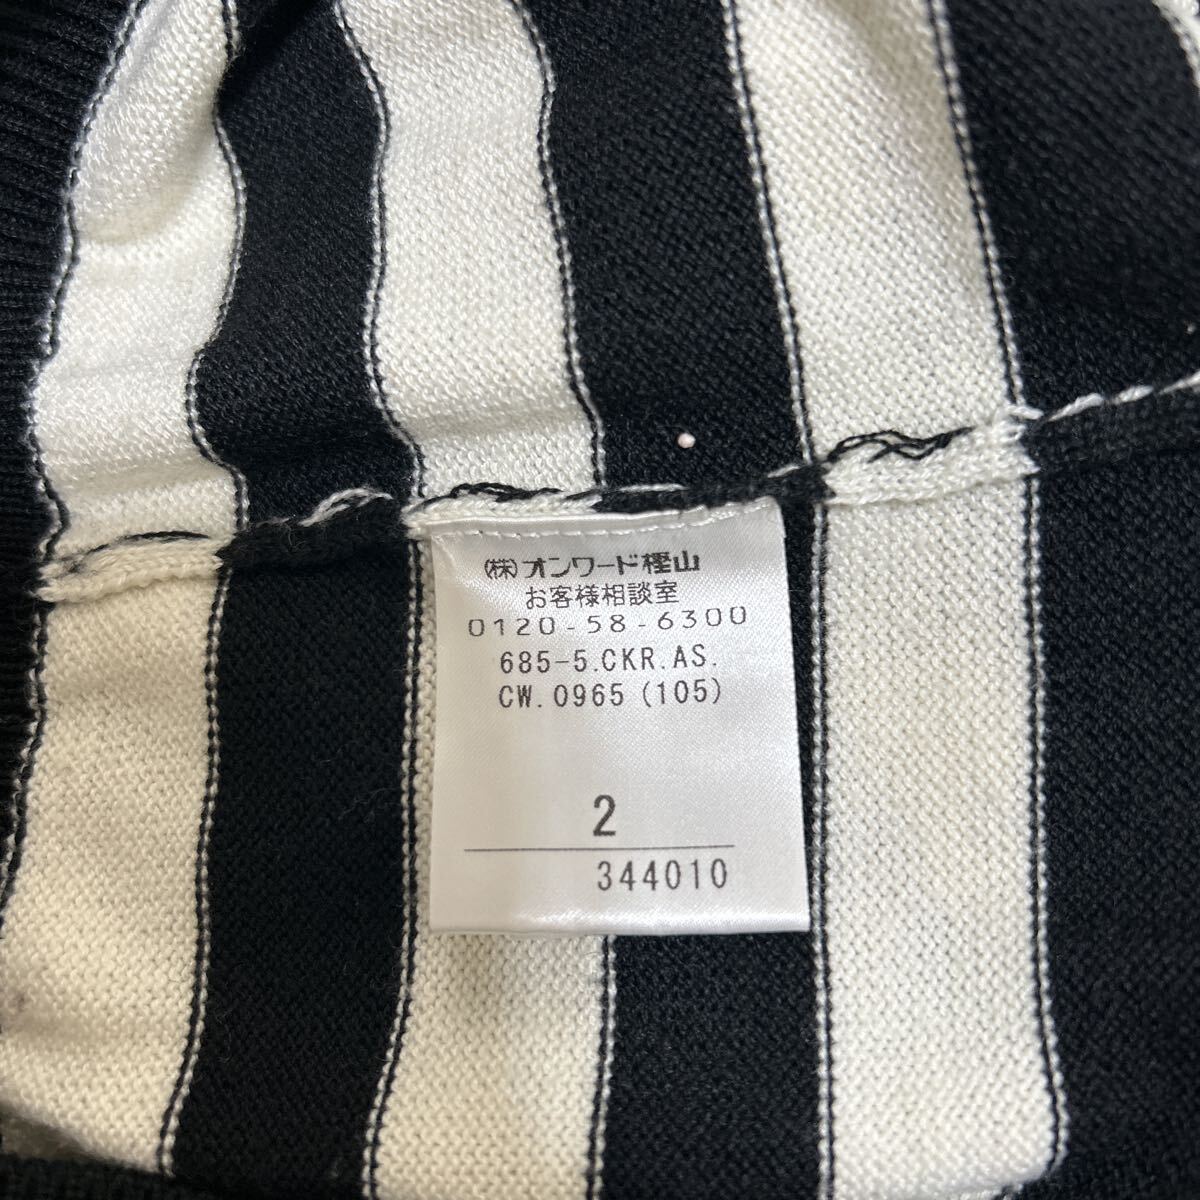 (株)オンワード樫山
お客様相談室
0120-58-6300
685-5.CKR.AS.
CW.0965(105)
2
344010